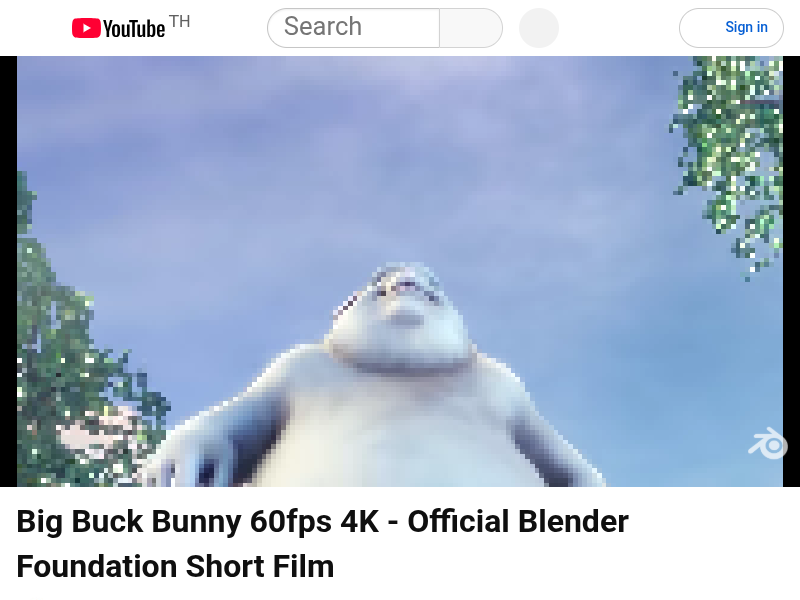 YouTube TH
Search
Sign in
Big Buck Bunny 60fps 4K - Official Blender
Foundation Short Film